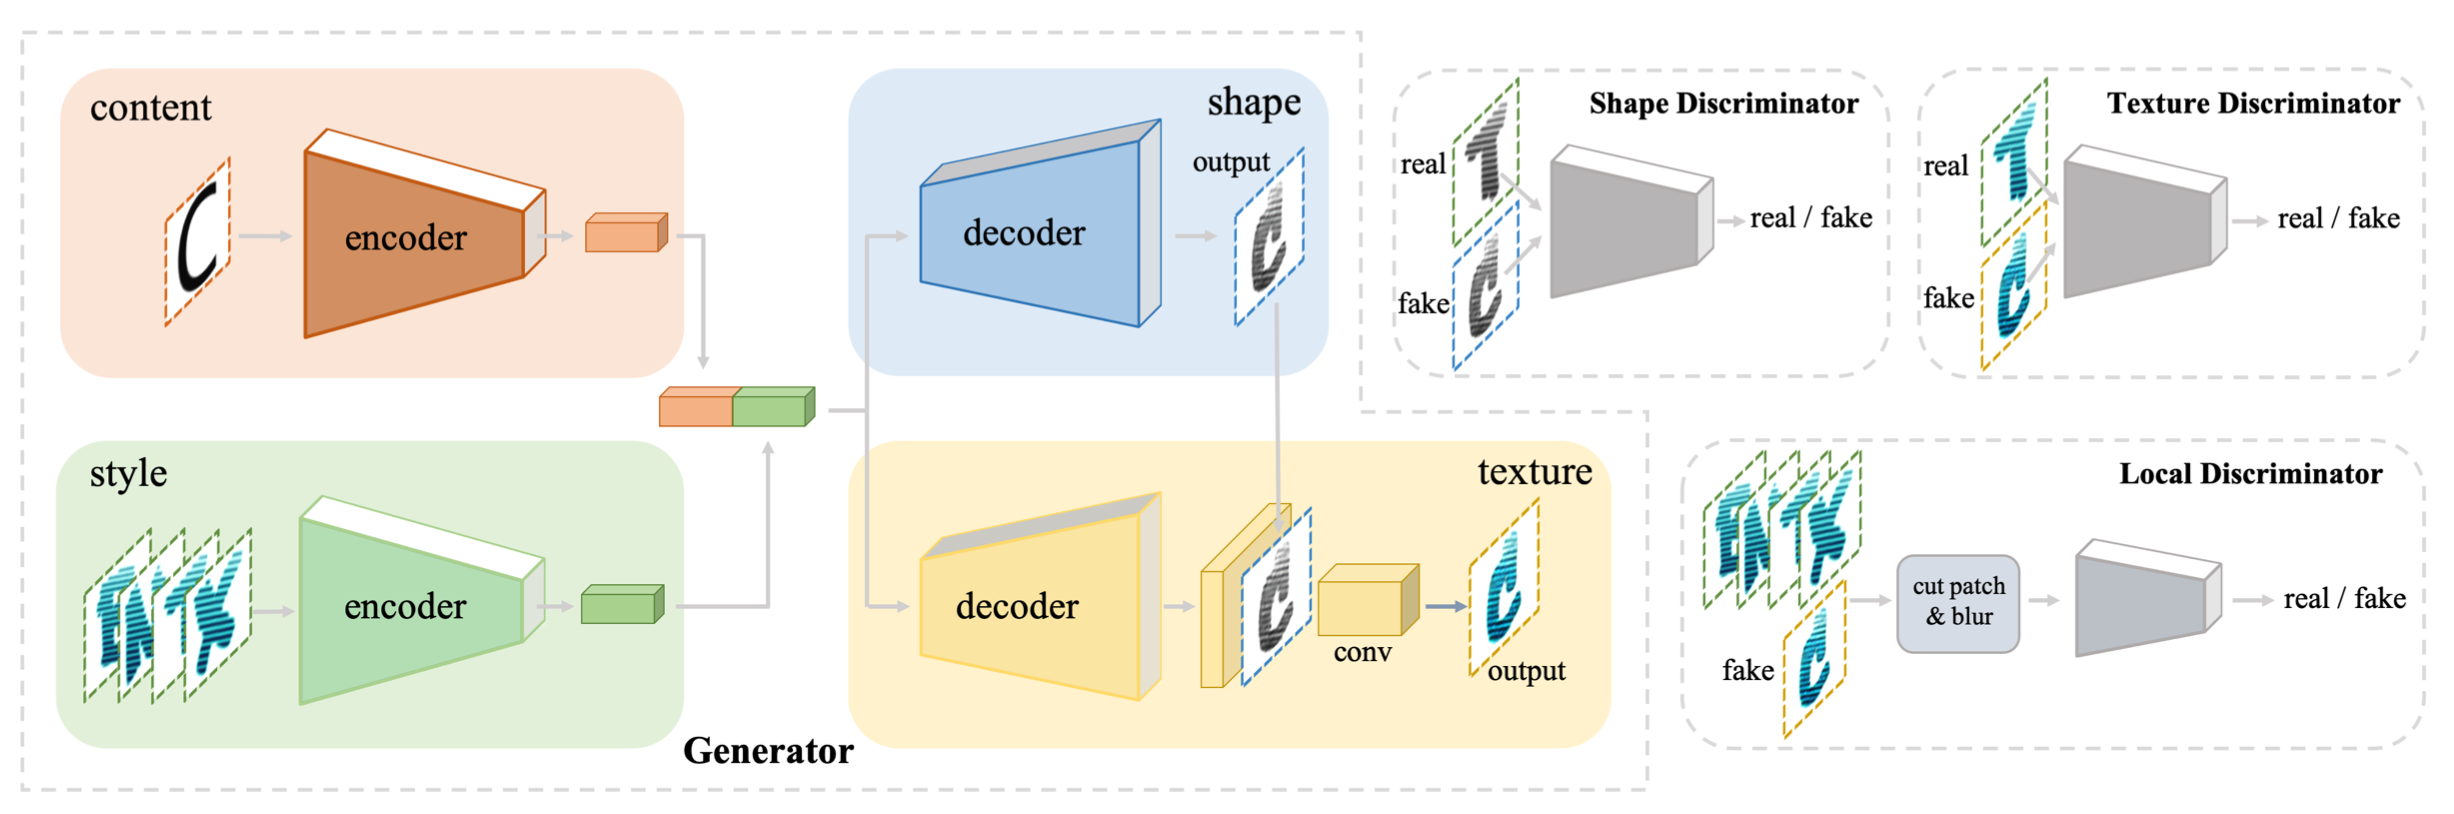 content
encoder
style
encoder
Generator
shape
output
decoder
texture
decoder
conv
output
Shape Discriminator
real
fake
real / fake
Texture Discriminator
real
fake
real / fake
Local Discriminator
cut patch
& blur
fake
real / fake